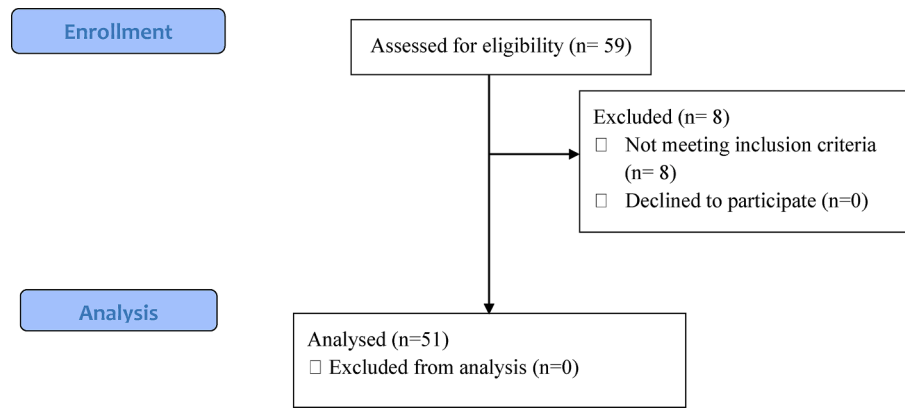 Enrollment
Assessed for eligibility (n= 59)
Excluded (n= 8)
□ Not meeting inclusion criteria
(n= 8)
□ Declined to participate (n=0)
Analysis
Analysed (n=51)
□ Excluded from analysis (n=0)